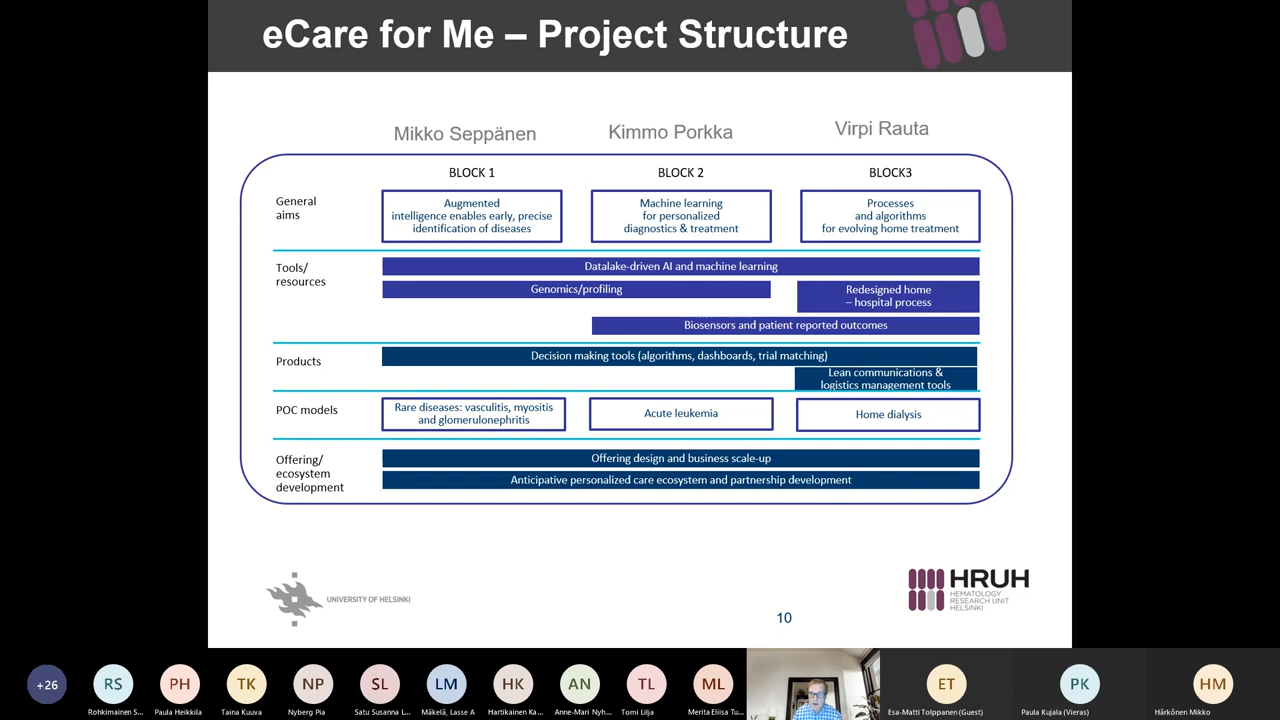 eCare for Me – Project Structure
Mikko Seppänen
Kimmo Porkka
Virpi Rauta
BLOCK 1
BLOCK 2
BLOCK3
General
aims
Augmented
intelligence enables early, precise
identification of diseases
Machine learning
for personalized
diagnostics & treatment
Processes
and algorithms
for evolving home treatment
Tools/
resources
Datalake-driven AI and machine learning
Genomics/profiling
Redesigned home
– hospital process
Biosensors and patient reported outcomes
Products
Decision making tools (algorithms, dashboards, trial matching)
Lean communications &
logistics management tools
POC models
Rare diseases: vasculitis, myositis
and glomerulonephritis
Acute leukemia
Home dialysis
Offering/
ecosystem
development
Offering design and business scale-up
Anticipative personalized care ecosystem and partnership development
UNIVERSITY OF HELSINKI
HRUH
HEMATOLOGY
RESEARCH UNIT
HELSINKI
10
+26
RS
PH
TK
NP
SL
LM
HK
AN
TL
ML
ET
PK
HM
Rohkimainen S...
Paula Heikkila
Taina Kuuva
Nyberg Pia
Satu Susanna L...
Mäkelä, Lasse A
Hartikainen Ka...
Anne-Mari Nyh...
Tomi Lilja
Merita Eliisa Tu...
Esa-Matti Tolppanen (Guest)
Paula Kujala (Vieras)
Härkönen Mikko